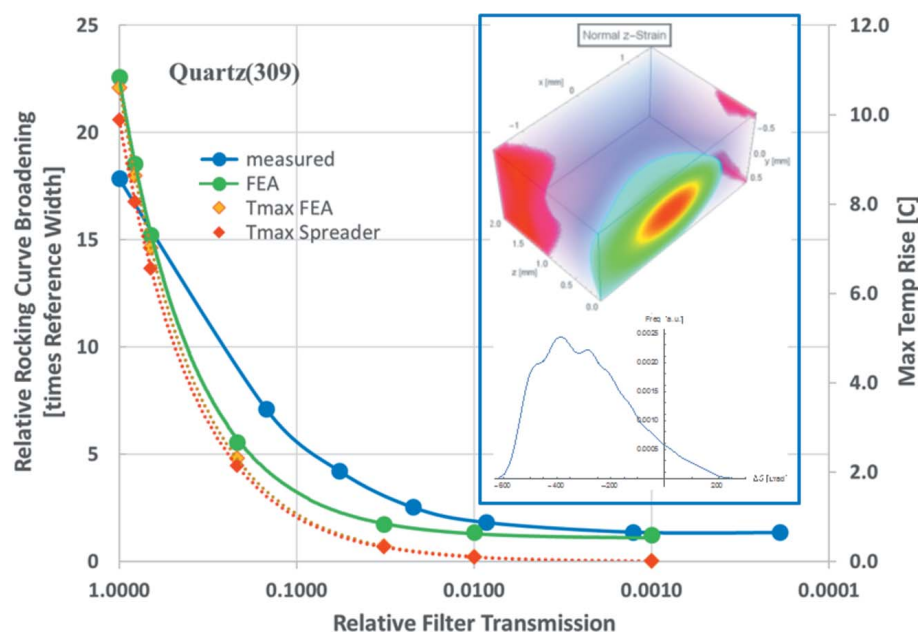 Quartz(309)
measured
FEA
Tmax FEA
Tmax Spreader
Relative Rocking Curve Broadening
[times Reference Width]
25
20
15
10
5
0
1.0000
0.1000
0.0100
0.0010
0.0001
Relative Filter Transmission
12.0
10.0
8.0
6.0
4.0
2.0
0.0
Max Temp Rise [C]
Normal z-Strain
x [mm]
1
0
−1
y [mm]
−0.5
0.0
0.5
z [mm]
2.0
1.5
1.0
0.5
0.0
Freq [a.u.]
0.0025
0.0020
0.0015
0.0010
0.0005
−600
−400
−200
200